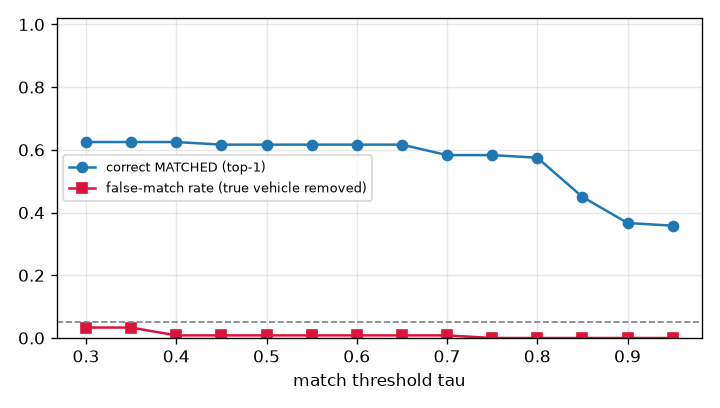 1.0
0.8
0.6
correct MATCHED (top-1)
false-match rate (true vehicle removed)
0.4
0.2
0.0
0.3 0.4 0.5 0.6 0.7 0.8 0.9
match threshold tau